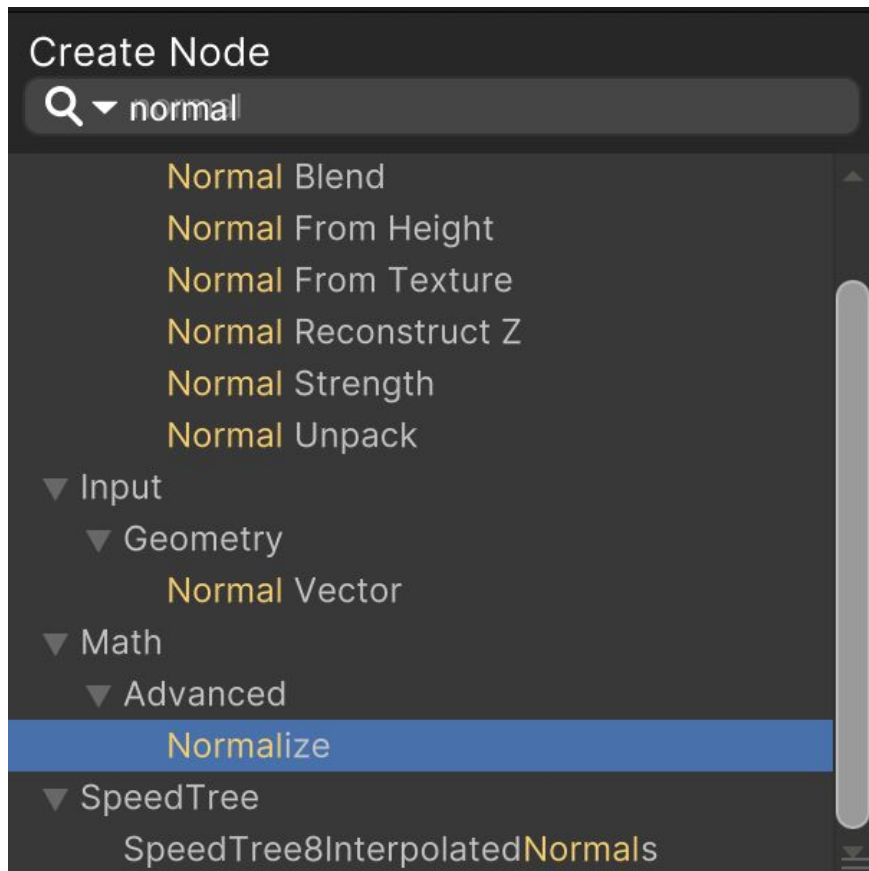 Create Node
normal
Normal Blend
Normal From Height
Normal From Texture
Normal Reconstruct Z
Normal Strength
Normal Unpack
Input
Geometry
Normal Vector
Math
Advanced
Normalize
SpeedTree
SpeedTree8InterpolatedNormals